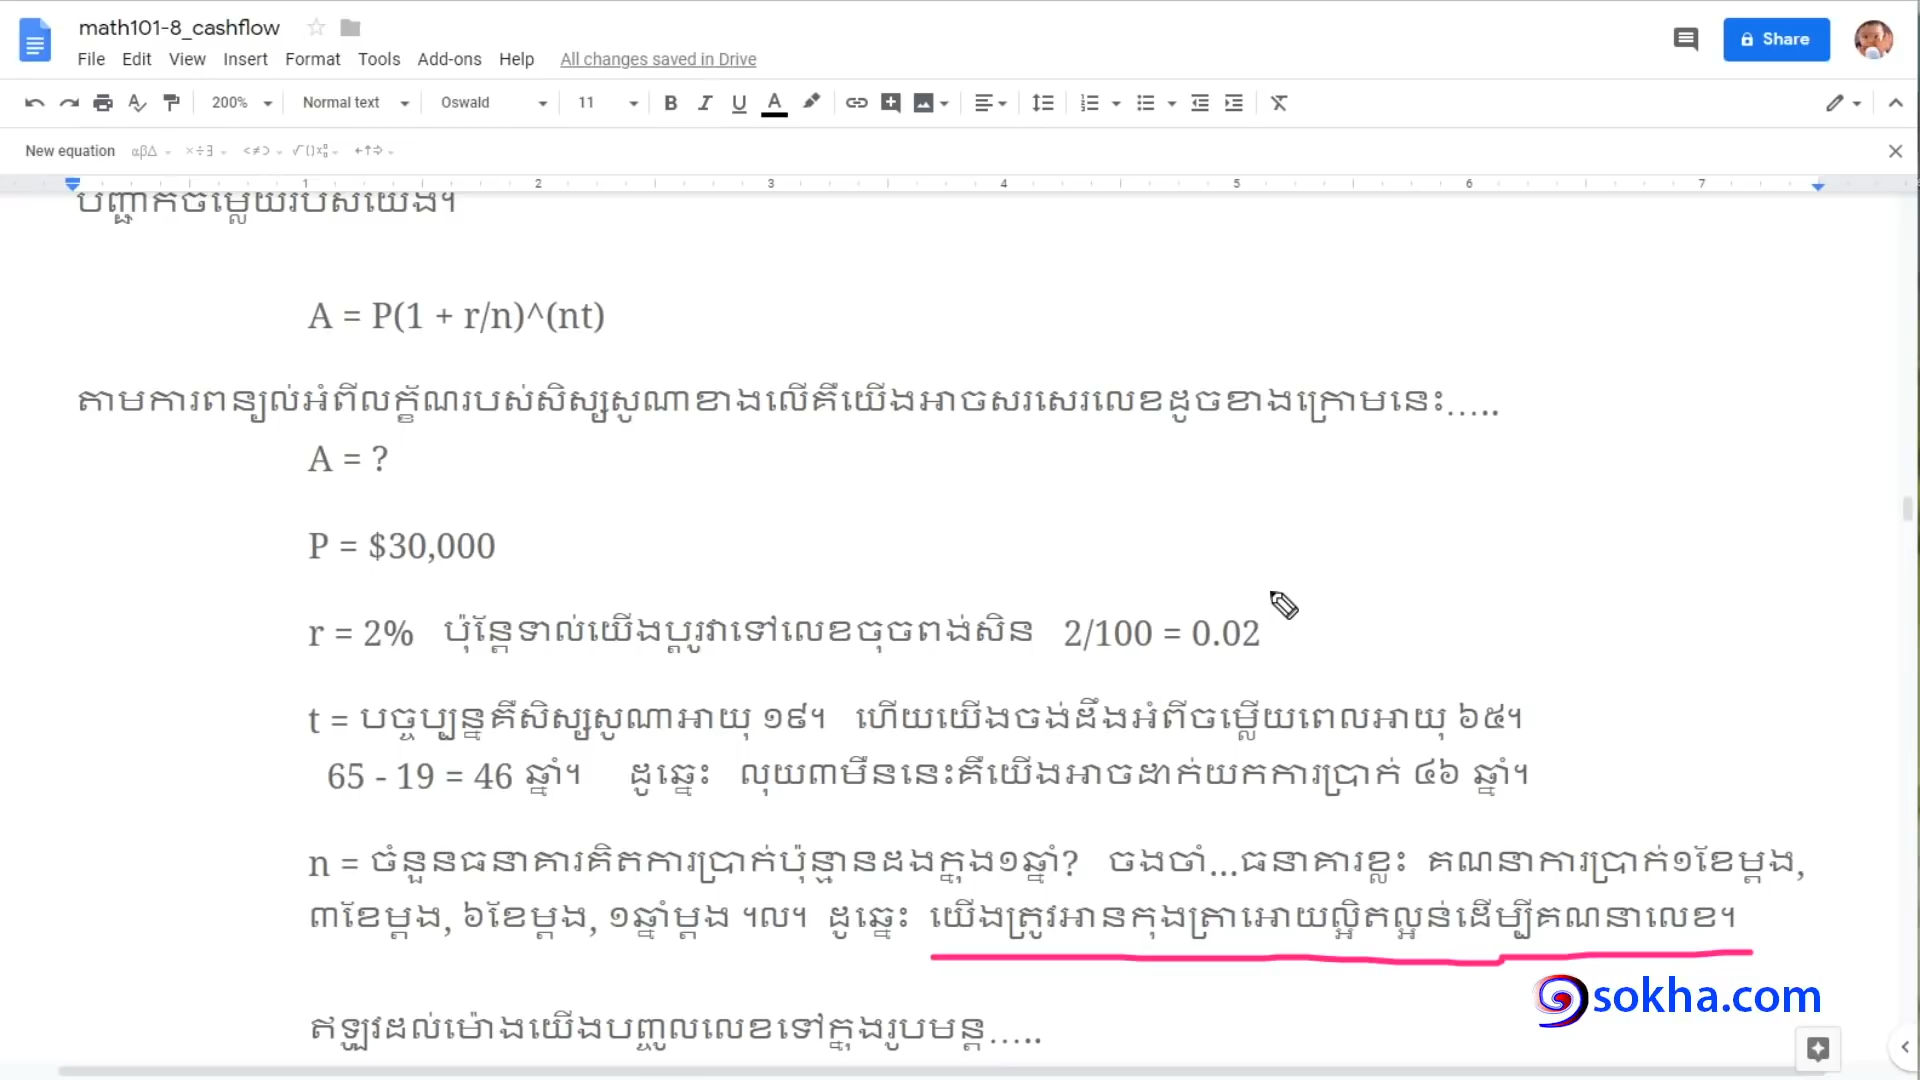 math101-8_cashflow
Share
File Edit View Insert Format Tools Add-ons Help All changes saved in Drive
200% Normal text Oswald 11 B I U A
New equation αβΔ ×÷∃ <≠⊃
1 2 3 4 5 6 7
បញ្ជាក់ចម្លើយរបស់យើង។
A = P(1 + r/n)^(nt)
តាមការពន្យល់អំពីលក្ខ័ណរបស់សិស្សសូណាខាងលើគឺយើងអាចសរសេរលេខដូចខាងក្រោមនេះ…..
A = ?
P = $30,000
r = 2% ប៉ុន្តែទាល់យើងប្តូរវាទៅលេខចុចពង់សិន 2/100 = 0.02
t = បច្ចប្បន្នគឺសិស្សសូណាអាយុ ១៩។ ហើយយើងចង់ដឹងអំពីចម្លើយពេលអាយុ ៦៥។
65 - 19 = 46 ឆ្នាំ។ ដូច្នេះ លុយ៣មឺននេះគឺយើងអាចដាក់យកការប្រាក់ ៤៦ ឆ្នាំ។
n = ចំនួនធនាគារគិតការប្រាក់ប៉ុន្មានដងក្នុង១ឆ្នាំ? ចងចាំ...ធនាគារខ្លះ គណនាការប្រាក់១ខែម្តង,
៣ខែម្តង, ៦ខែម្តង, ១ឆ្នាំម្តង ។ល។ ដូច្នេះ យើងត្រូវអានកុងត្រាអោយល្អិតល្អន់ដើម្បីគណនាលេខ។
sokha.com
ឥឡូវដល់ម៉ោងយើងបញ្ចូលលេខទៅក្នុងរូបមន្ត…..